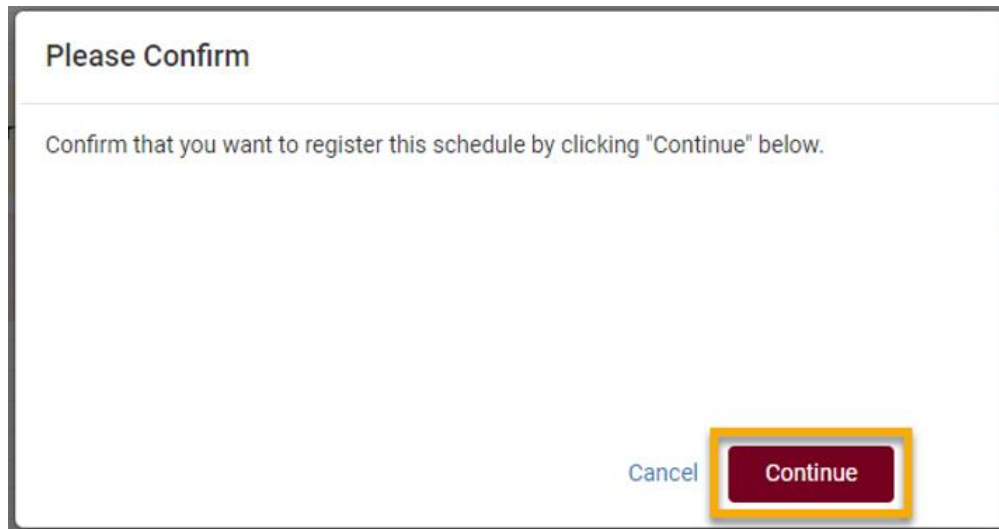 Please Confirm
Confirm that you want to register this schedule by clicking "Continue" below.
Cancel Continue